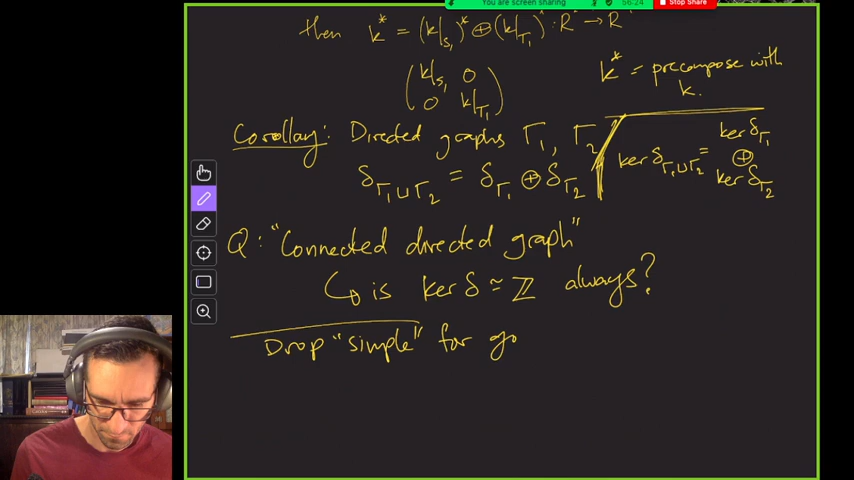 You are screen sharing 56:24 Stop Share
then k* = (k|S₁)* ⊕ (k|T₁)* : R → R
(k|S₁ 0
0 k|T₁)
k* = precompose with
k.
Corollary: Directed graphs Γ₁, Γ₂
δΓ₁⊔Γ₂ = δΓ₁ ⊕ δΓ₂
ker δΓ₁⊔Γ₂ = ker δΓ₁
⊕
ker δΓ₂
Q: "Connected directed graph"
↳ is ker δ ≃ ℤ always?
Drop "simple" for go